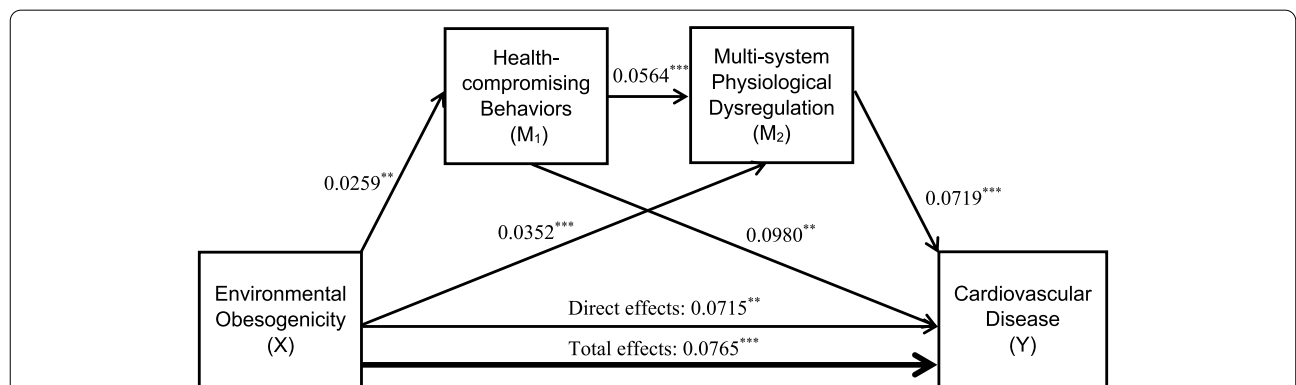 Health-
compromising
Behaviors
(M₁)
0.0564***
Multi-system
Physiological
Dysregulation
(M₂)
0.0259**
0.0352***
0.0980**
0.0719***
Environmental
Obesogenicity
(X)
Direct effects: 0.0715**
Total effects: 0.0765***
Cardiovascular
Disease
(Y)